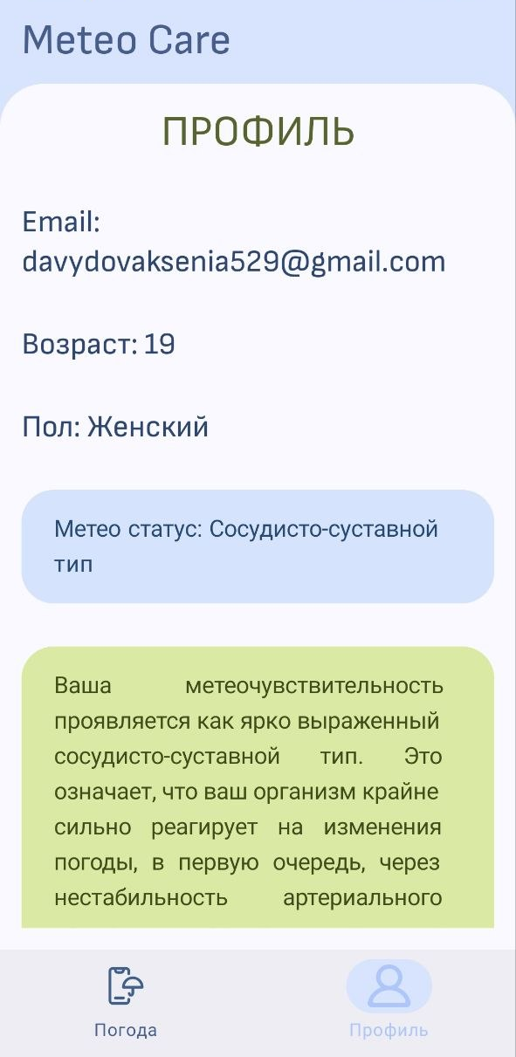 Meteo Care
ПРОФИЛЬ
Email:
davydovaksenia529@gmail.com
Возраст: 19
Пол: Женский
Метео статус: Сосудисто-суставной
тип
Ваша метеочувствительность
проявляется как ярко выраженный
сосудисто-суставной тип. Это
означает, что ваш организм крайне
сильно реагирует на изменения
погоды, в первую очередь, через
нестабильность артериального
Погода
Профиль